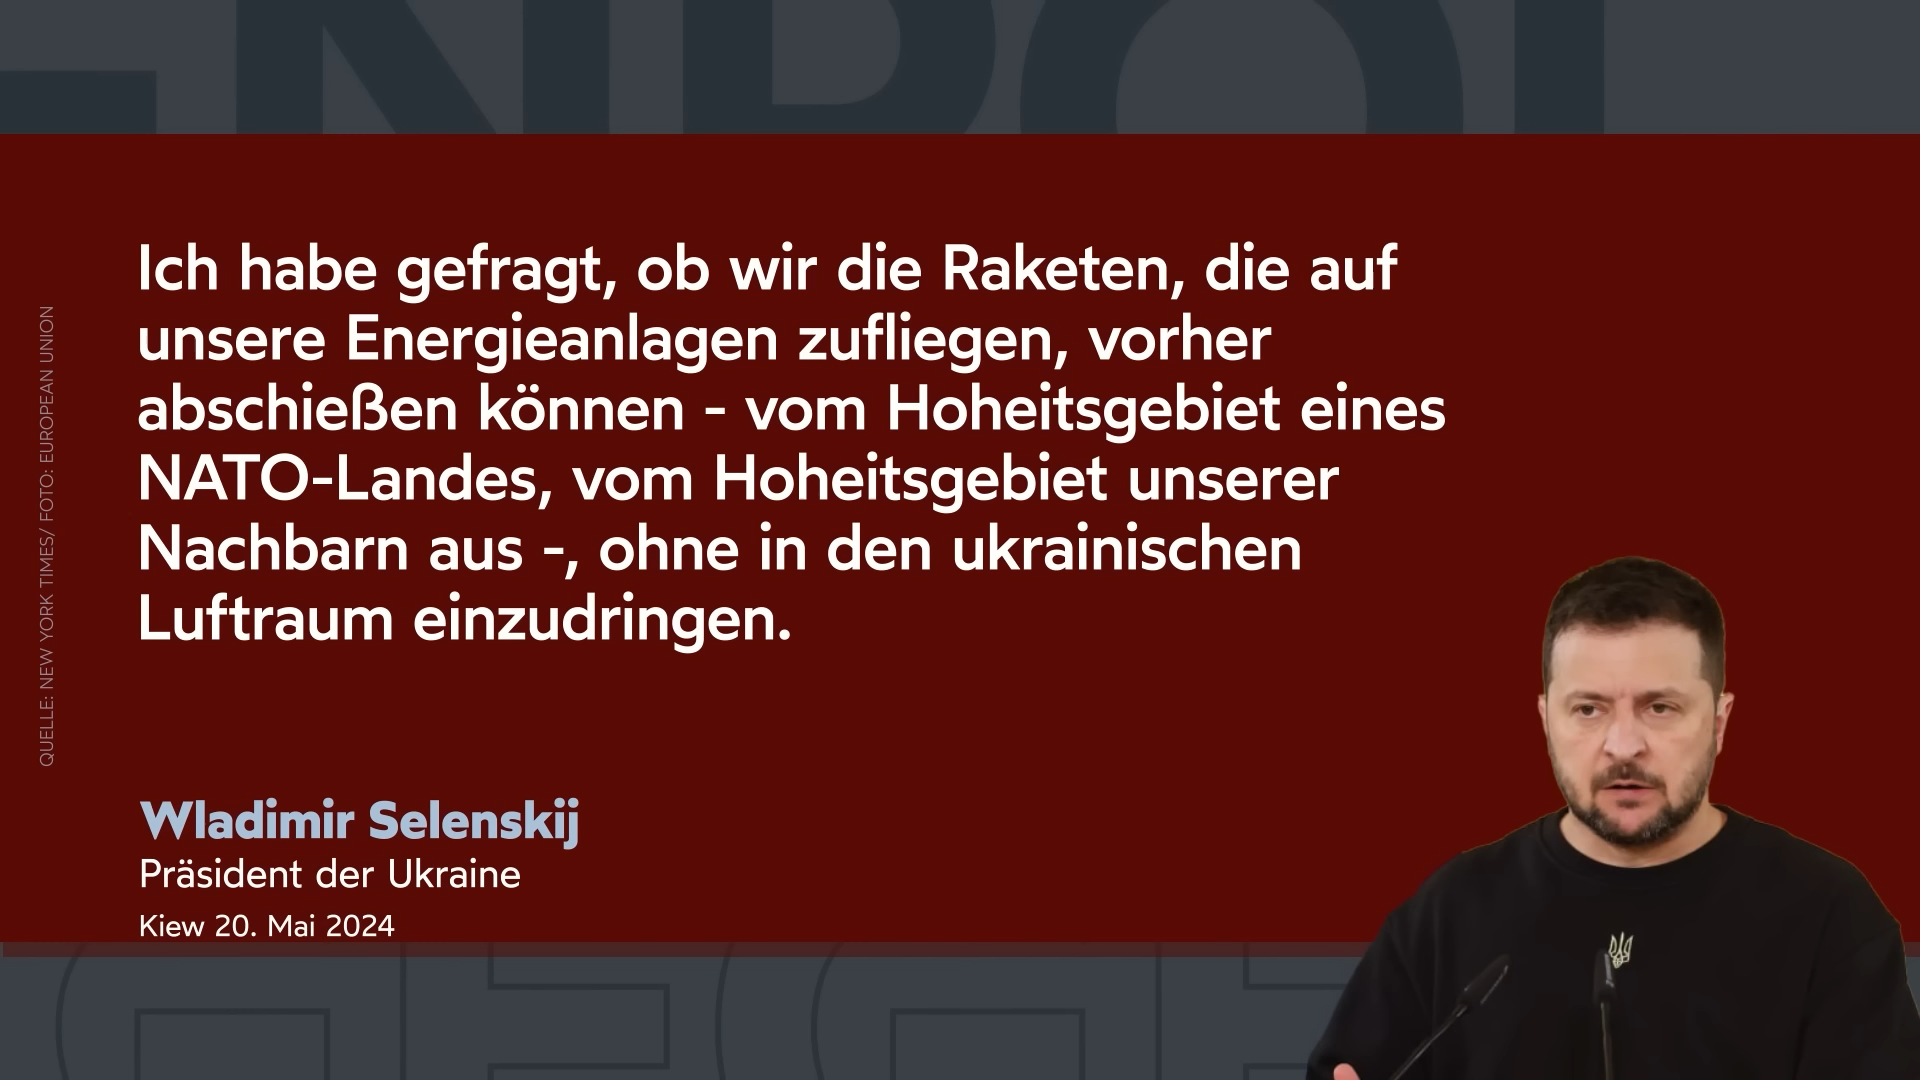 Ich habe gefragt, ob wir die Raketen, die auf
unsere Energieanlagen zufliegen, vorher
abschießen können - vom Hoheitsgebiet eines
NATO-Landes, vom Hoheitsgebiet unserer
Nachbarn aus -, ohne in den ukrainischen
Luftraum einzudringen.
Wladimir Selenskij
Präsident der Ukraine
Kiew 20. Mai 2024
QUELLE: NEW YORK TIMES/ FOTO: EUROPEAN UNION